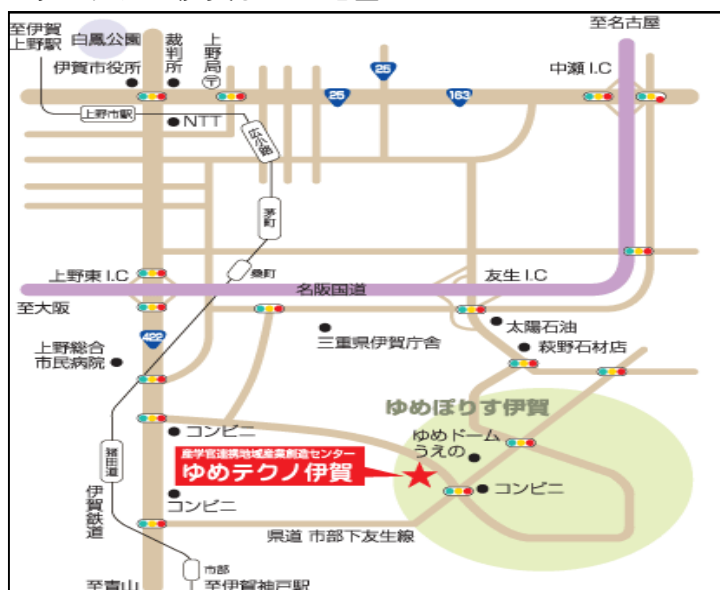 至名古屋
至伊賀
上野駅
白鳳公園
裁判所
上野局
伊賀市役所
25
中瀬 I.C
25
163
上野市駅
NTT
広小路
茅町
桑町
上野東 I.C
友生 I.C
名阪国道
至大阪
太陽石油
422
三重県伊賀庁舎
萩野石材店
上野総合
市民病院
ゆめぽりす伊賀
コンビニ
ゆめドーム
うえの
産学官連携地域産業創造センター
ゆめテクノ伊賀
猪田道
コンビニ
コンビニ
伊賀鉄道
県道 市部下友生線
市部
至青山
至伊賀神戸駅